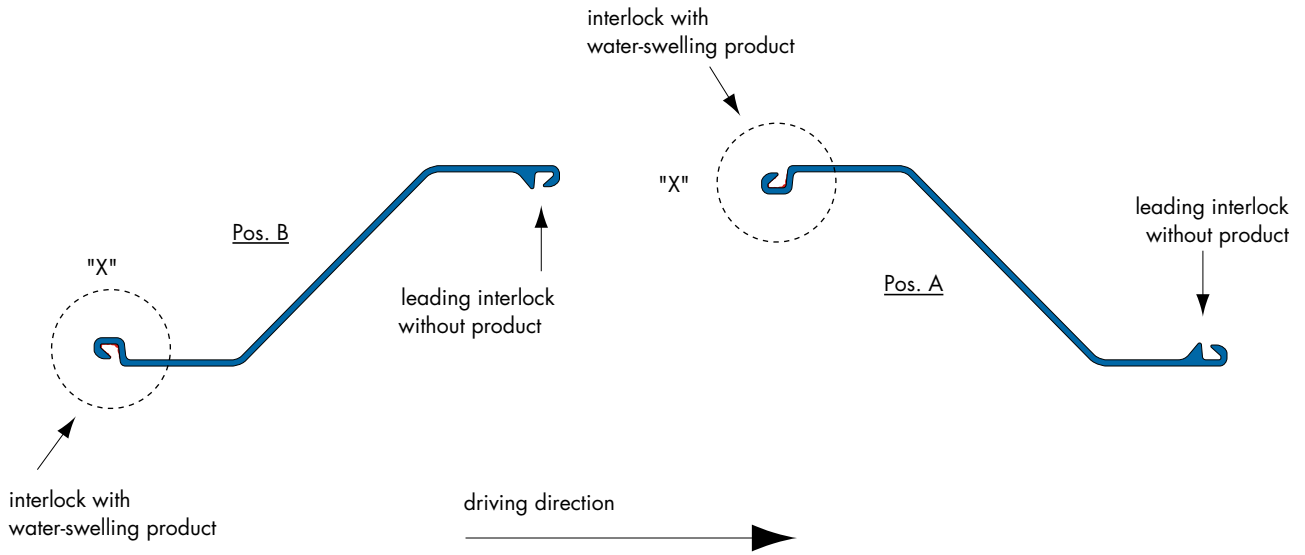 interlock with
water-swelling product
"X"
Pos. B
leading interlock
without product
"X"
Pos. A
leading interlock
without product
interlock with
water-swelling product
driving direction